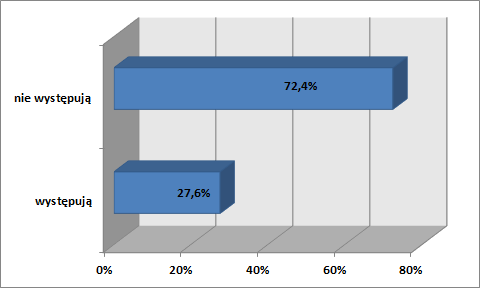 nie występują
72,4%
występują
27,6%
0% 20% 40% 60% 80%